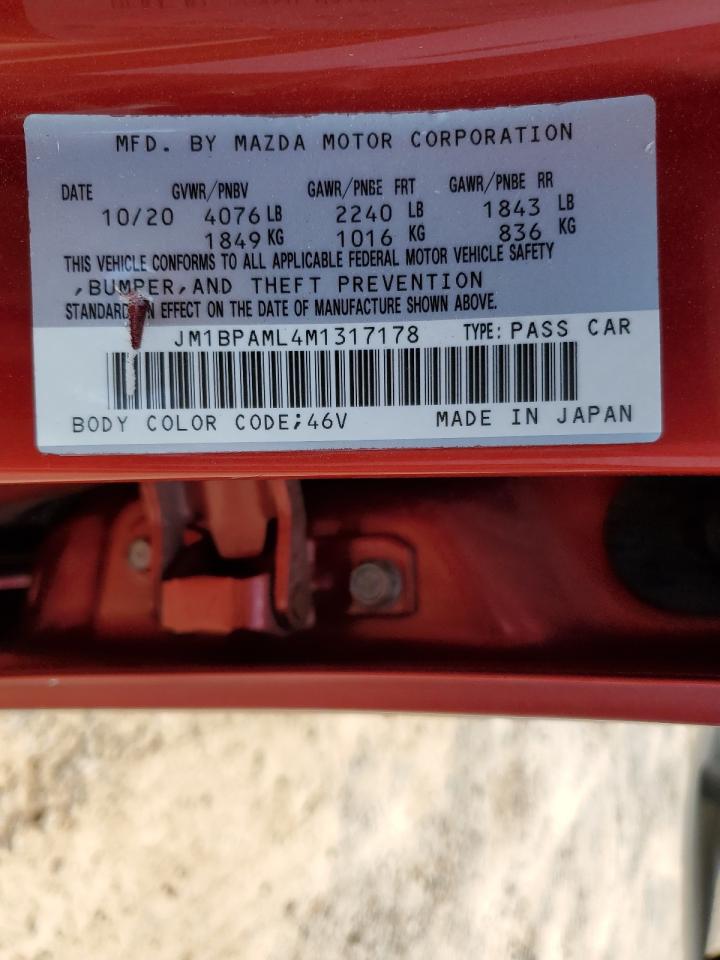 MFD. BY MAZDA MOTOR CORPORATION
DATE GVWR/PNBV GAWR/PNBE FRT GAWR/PNBE RR
10/20 4076 LB 2240 LB 1843 LB
1849 KG 1016 KG 836 KG
THIS VEHICLE CONFORMS TO ALL APPLICABLE FEDERAL MOTOR VEHICLE SAFETY
,BUMPER,AND THEFT PREVENTION
STANDARD IN EFFECT ON THE DATE OF MANUFACTURE SHOWN ABOVE.
JM1BPAML4M1317178 TYPE: PASS CAR
BODY COLOR CODE;46V MADE IN JAPAN